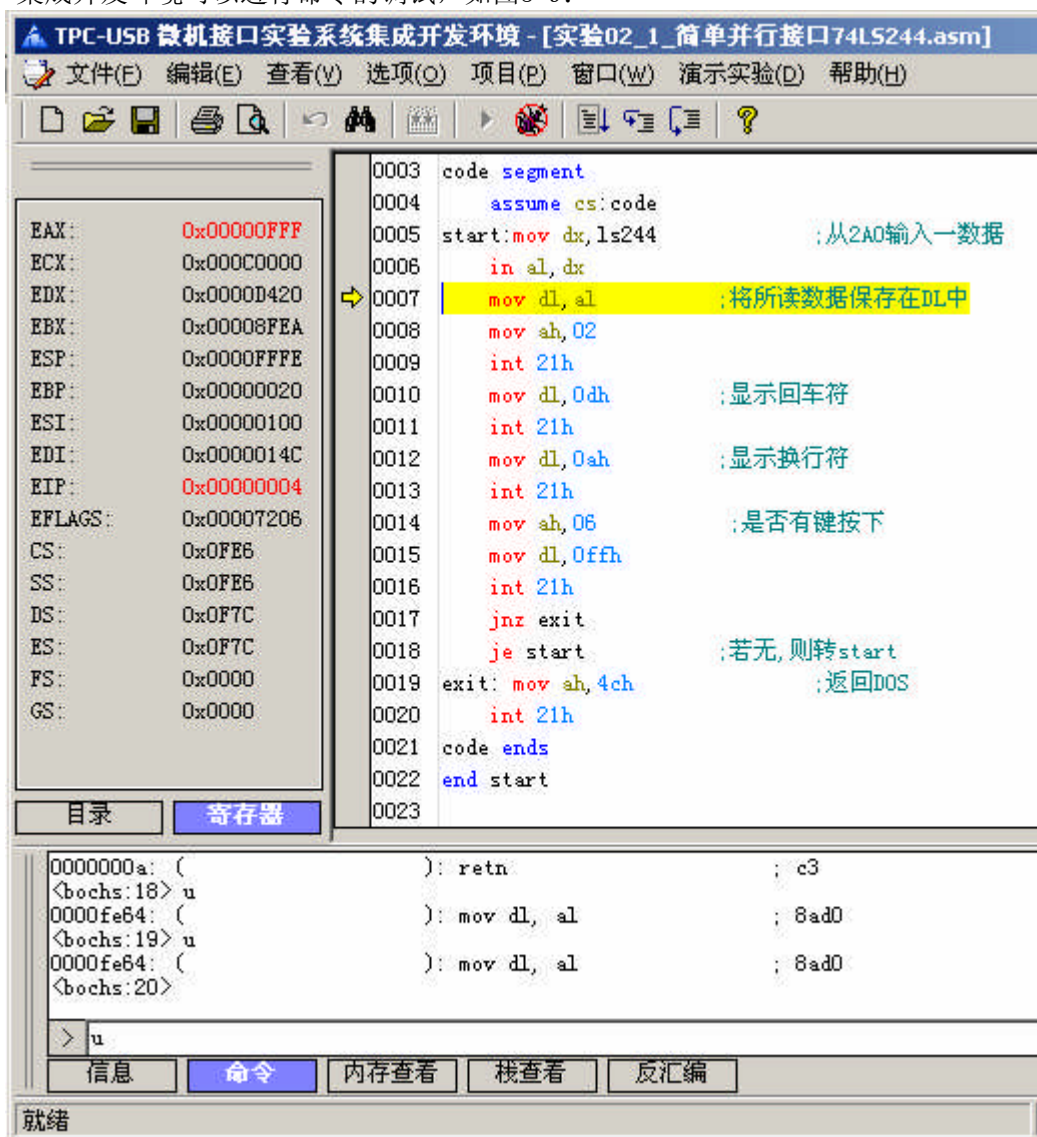 TPC-USB 微机接口实验系统集成开发环境 - [实验02_1_简单并行接口74LS244.asm]
文件(F) 编辑(E) 查看(V) 选项(O) 项目(P) 窗口(W) 演示实验(D) 帮助(H)
EAX: 0x00000FFF
ECX: 0x000C0000
EDX: 0x0000D420
EBX: 0x00008FEA
ESP: 0x0000FFFE
EBP: 0x00000020
ESI: 0x00000100
EDI: 0x0000014C
EIP: 0x00000004
EFLAGS: 0x00007206
CS: 0x0FE6
SS: 0x0FE6
DS: 0x0F7C
ES: 0x0F7C
FS: 0x0000
GS: 0x0000
目录 寄存器
0003 code segment
0004 assume cs:code
0005 start:mov dx,ls244 ;从2A0输入一数据
0006 in al,dx
0007 mov dl,al ;将所读数据保存在DL中
0008 mov ah,02
0009 int 21h
0010 mov dl,0dh ;显示回车符
0011 int 21h
0012 mov dl,0ah ;显示换行符
0013 int 21h
0014 mov ah,06 ;是否有键按下
0015 mov dl,0ffh
0016 int 21h
0017 jnz exit
0018 je start ;若无,则转start
0019 exit: mov ah,4ch ;返回DOS
0020 int 21h
0021 code ends
0022 end start
0023
0000000a: ( ): retn ; c3
<bochs:18> u
0000fe64: ( ): mov dl, al ; 8ad0
<bochs:19> u
0000fe64: ( ): mov dl, al ; 8ad0
<bochs:20>
> u
信息 命令 内存查看 栈查看 反汇编
就绪